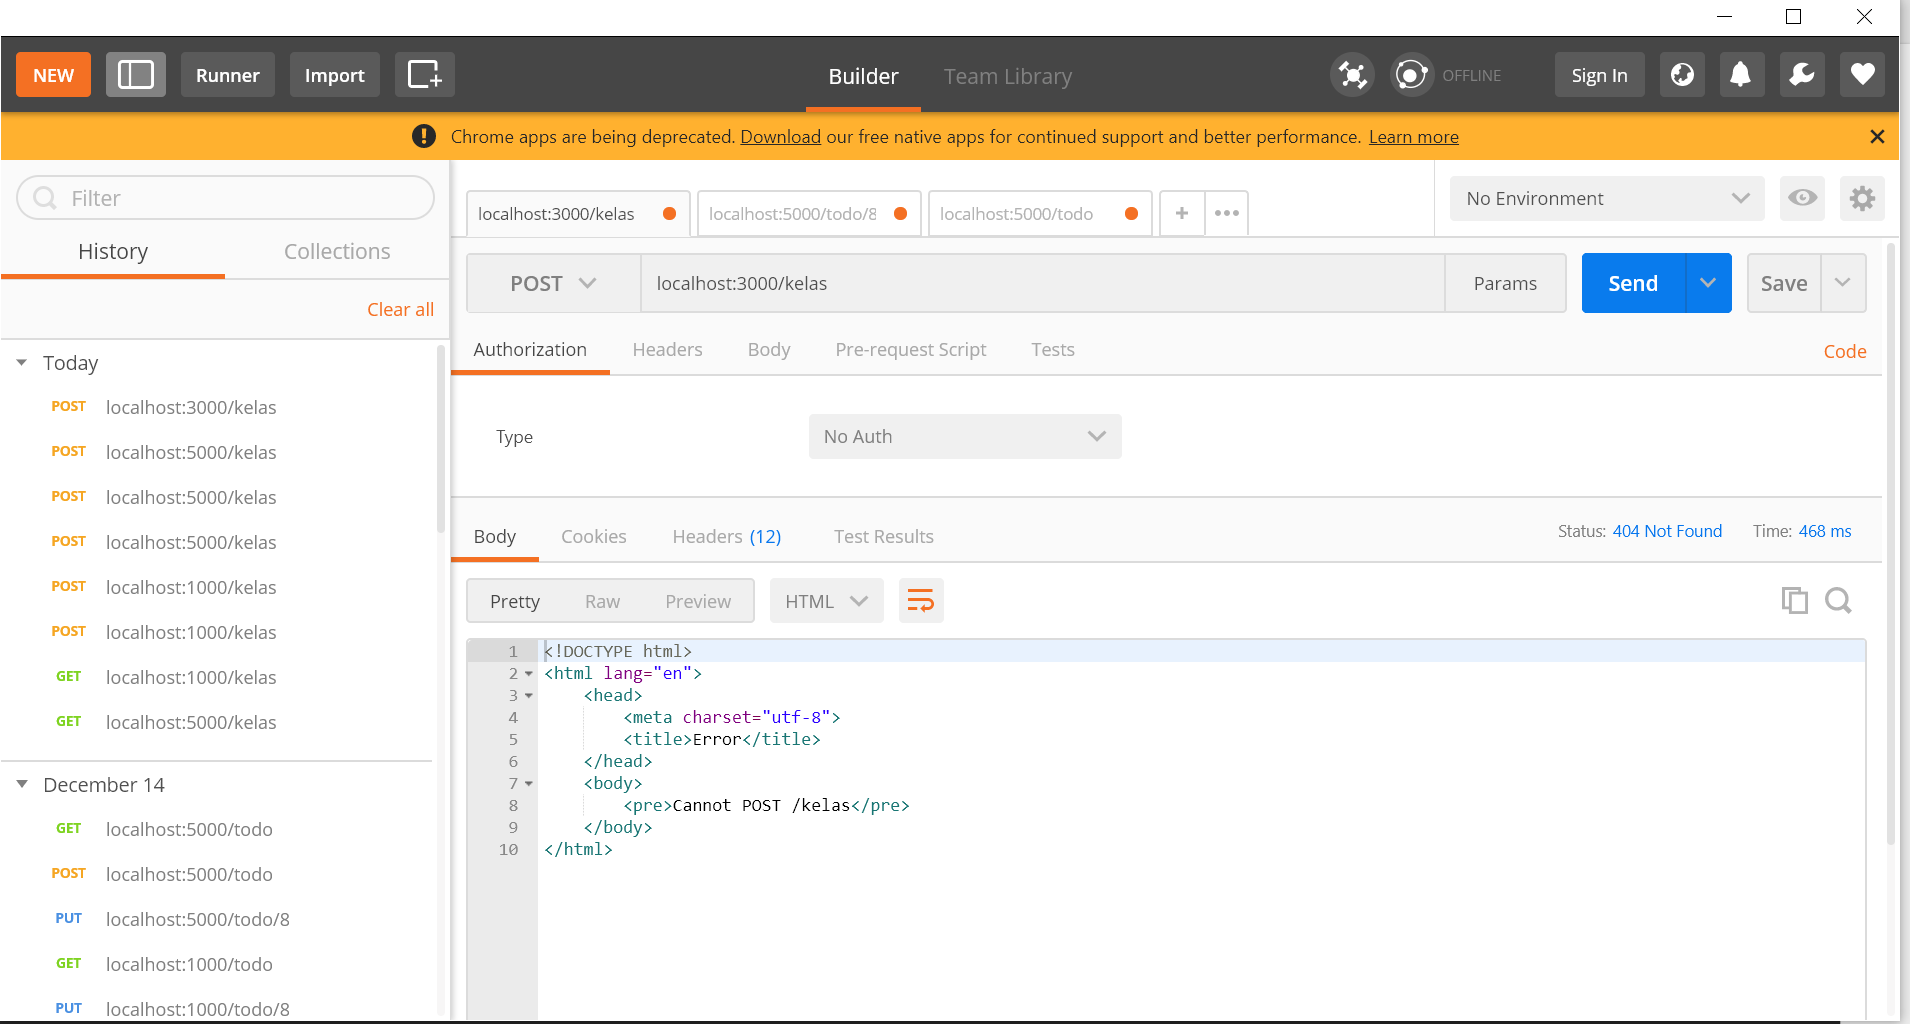 NEW Runner Import Builder Team Library OFFLINE Sign In
Chrome apps are being deprecated. Download our free native apps for continued support and better performance. Learn more
Filter
History Collections
Clear all
Today
POST localhost:3000/kelas
POST localhost:5000/kelas
POST localhost:5000/kelas
POST localhost:5000/kelas
POST localhost:1000/kelas
POST localhost:1000/kelas
GET localhost:1000/kelas
GET localhost:5000/kelas
December 14
GET localhost:5000/todo
POST localhost:5000/todo
PUT localhost:5000/todo/8
GET localhost:1000/todo
PUT localhost:1000/todo/8
localhost:3000/kelas localhost:5000/todo/8 localhost:5000/todo + •••
No Environment
POST localhost:3000/kelas Params Send Save
Authorization Headers Body Pre-request Script Tests Code
Type No Auth
Body Cookies Headers (12) Test Results Status: 404 Not Found Time: 468 ms
Pretty Raw Preview HTML
1 <!DOCTYPE html>
2 <html lang="en">
3 <head>
4 <meta charset="utf-8">
5 <title>Error</title>
6 </head>
7 <body>
8 <pre>Cannot POST /kelas</pre>
9 </body>
10 </html>